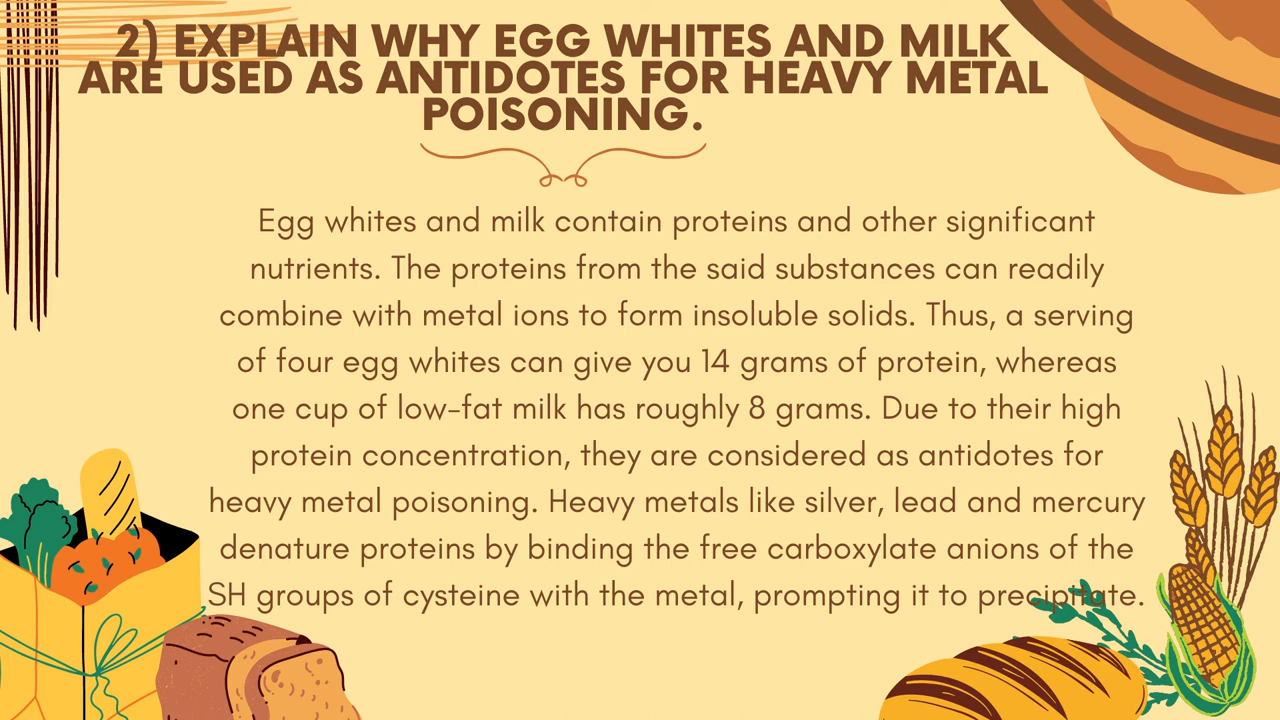 2) EXPLAIN WHY EGG WHITES AND MILK
ARE USED AS ANTIDOTES FOR HEAVY METAL
POISONING.
Egg whites and milk contain proteins and other significant
nutrients. The proteins from the said substances can readily
combine with metal ions to form insoluble solids. Thus, a serving
of four egg whites can give you 14 grams of protein, whereas
one cup of low-fat milk has roughly 8 grams. Due to their high
protein concentration, they are considered as antidotes for
heavy metal poisoning. Heavy metals like silver, lead and mercury
denature proteins by binding the free carboxylate anions of the
SH groups of cysteine with the metal, prompting it to precipitate.